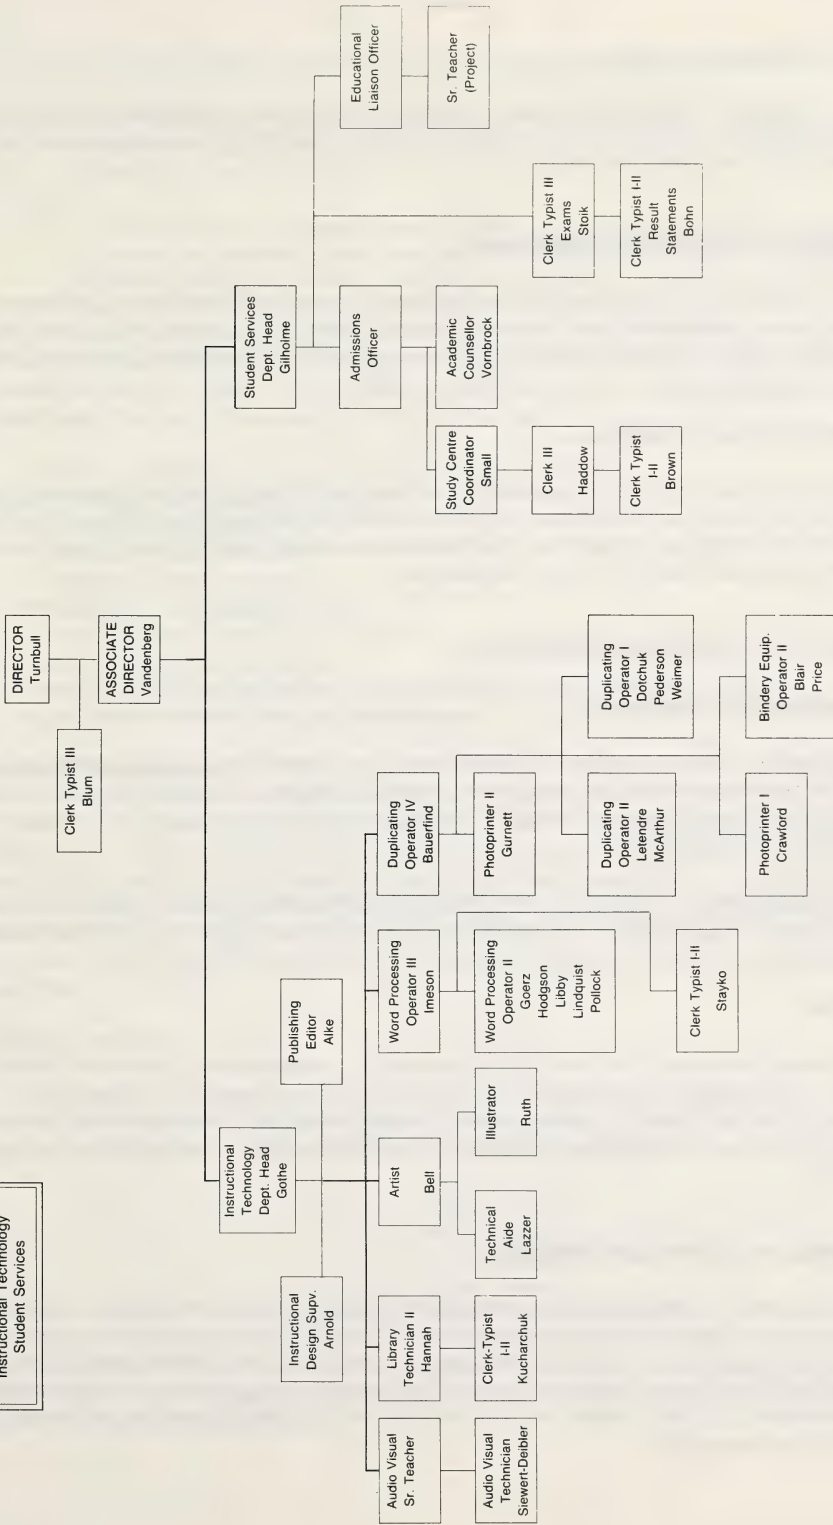 Instructional Technology
Student Services
DIRECTOR
Turnbull
Clerk Typist III
Blum
ASSOCIATE
DIRECTOR
Vandenberg
Instructional
Technology
Dept. Head
Gothe
Student Services
Dept. Head
Gilholme
Instructional
Design Supv.
Arnold
Publishing
Editor
Alke
Audio Visual
Sr. Teacher
Library
Technician II
Hannah
Artist
Bell
Word Processing
Operator III
Imeson
Duplicating
Operator IV
Bauerfind
Admissions
Officer
Educational
Liaison Officer
Audio Visual
Technician
Siewert-Deibler
Clerk-Typist
I-II
Kucharchuk
Technical
Aide
Lazzer
Illustrator
Ruth
Word Processing
Operator II
Goerz
Hodgson
Libby
Lindquist
Pollock
Photoprinter II
Gurnett
Study Centre
Coordinator
Small
Academic
Counsellor
Vornbrock
Sr. Teacher
(Project)
Duplicating
Operator II
Letendre
McArthur
Duplicating
Operator I
Dotchuk
Pederson
Weimer
Clerk III
Haddow
Clerk Typist III
Exams
Stoik
Clerk Typist I-II
Stayko
Photoprinter I
Crawford
Bindery Equip.
Operator II
Blair
Price
Clerk Typist
I-II
Brown
Clerk Typist I-II
Result
Statements
Bohn